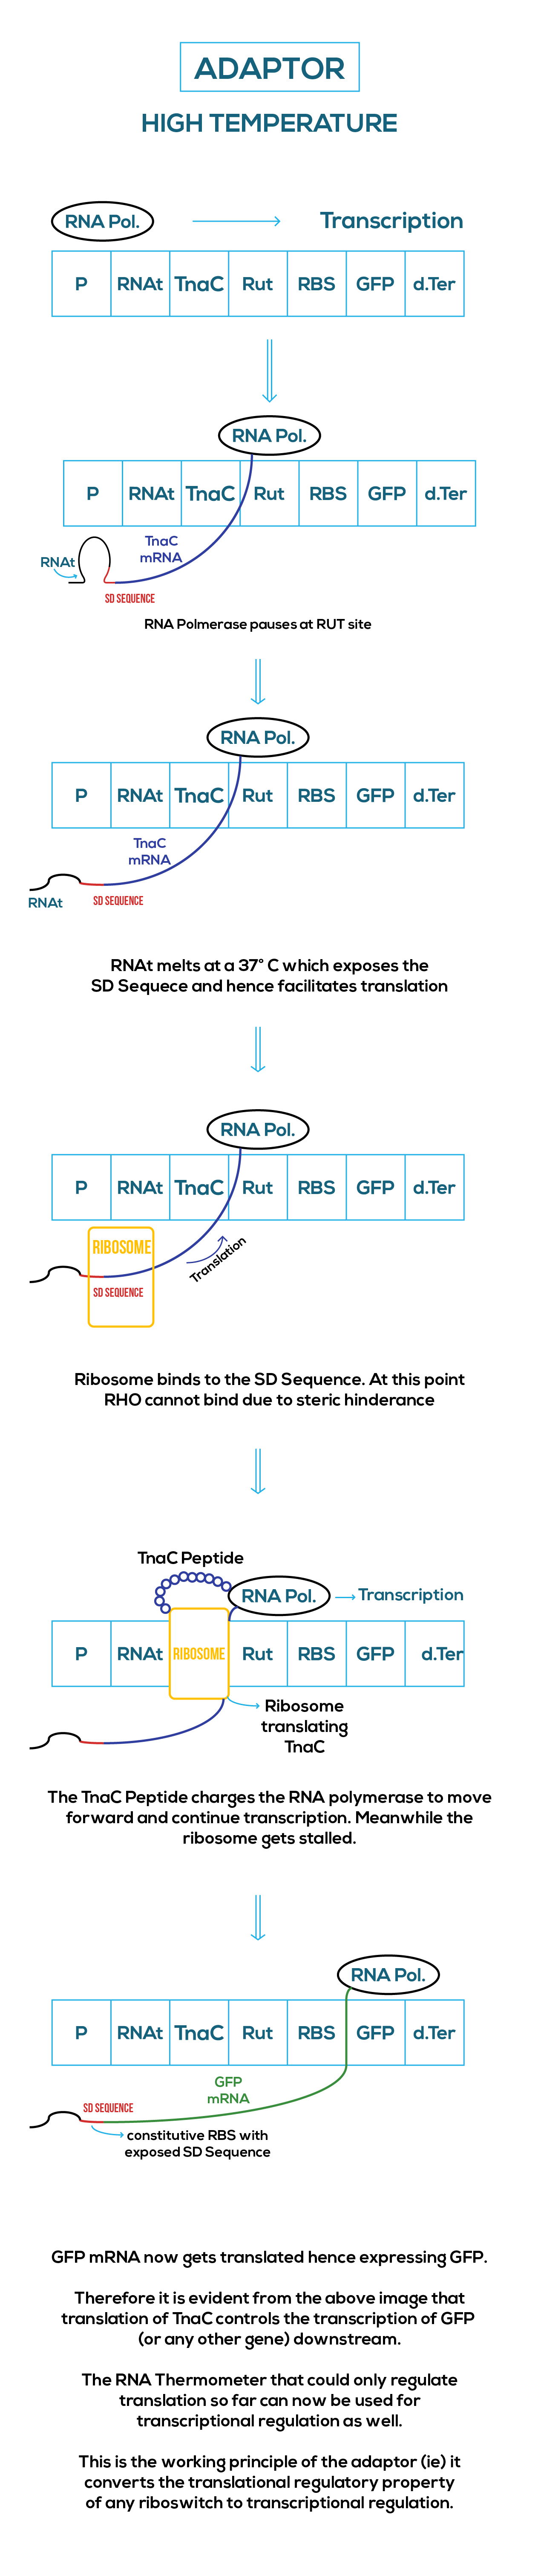 ADAPTOR
HIGH TEMPERATURE
RNA Pol.
Transcription
P RNAt TnaC Rut RBS GFP d.Ter
RNA Pol.
P RNAt TnaC Rut RBS GFP d.Ter
TnaC
mRNA
RNAt
SD SEQUENCE
RNA Polmerase pauses at RUT site
RNA Pol.
P RNAt TnaC Rut RBS GFP d.Ter
TnaC
mRNA
RNAt
SD SEQUENCE
RNAt melts at a 37° C which exposes the
SD Sequece and hence facilitates translation
RNA Pol.
P RNAt TnaC Rut RBS GFP d.Ter
RIBOSOME
Translation
SD SEQUENCE
Ribosome binds to the SD Sequence. At this point
RHO cannot bind due to steric hinderance
TnaC Peptide
RNA Pol.
Transcription
P RNAt RIBOSOME Rut RBS GFP d.Ter
Ribosome
translating
TnaC
The TnaC Peptide charges the RNA polymerase to move
forward and continue transcription. Meanwhile the
ribosome gets stalled.
RNA Pol.
P RNAt TnaC Rut RBS GFP d.Ter
GFP
mRNA
SD SEQUENCE
constitutive RBS with
exposed SD Sequence
GFP mRNA now gets translated hence expressing GFP.
Therefore it is evident from the above image that
translation of TnaC controls the transcription of GFP
(or any other gene) downstream.
The RNA Thermometer that could only regulate
translation so far can now be used for
transcriptional regulation as well.
This is the working principle of the adaptor (ie) it
converts the translational regulatory property
of any riboswitch to transcriptional regulation.